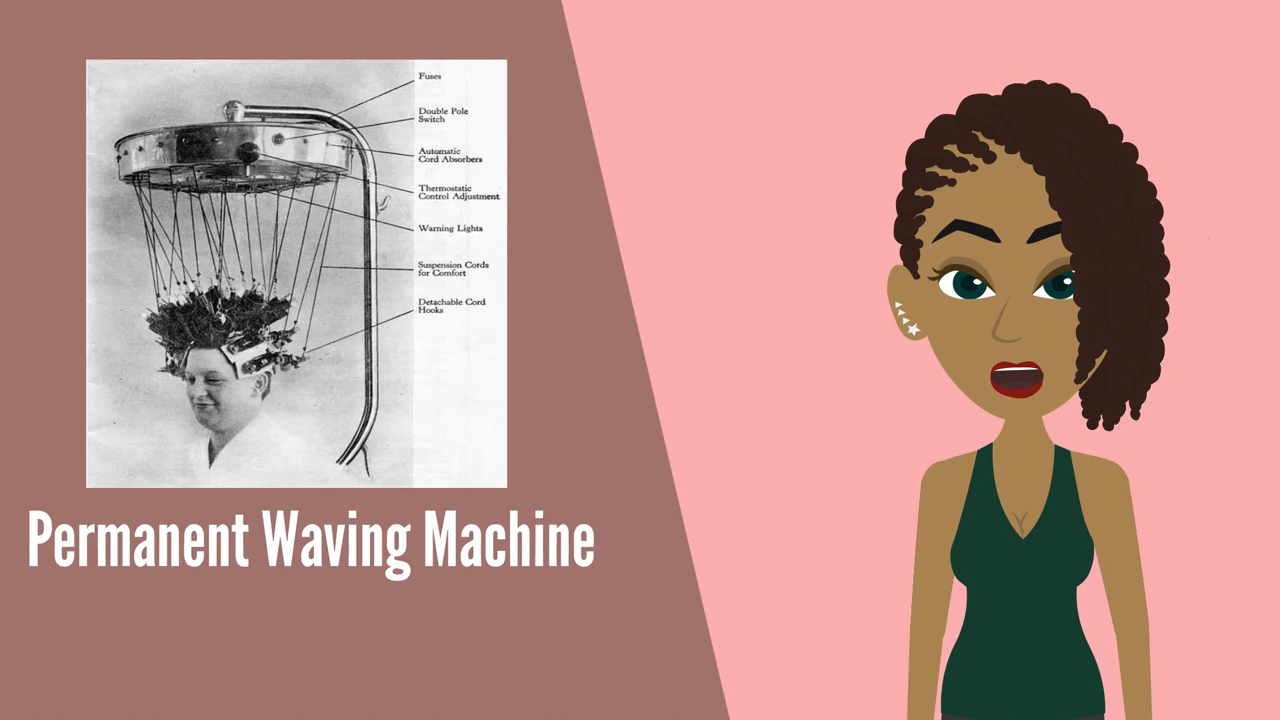 Fuses
Double Pole
Switch
Automatic
Cord Absorbers
Thermostatic
Control Adjustment
Warning Lights
Suspension Cords
for Comfort
Detachable Cord
Hooks
Permanent Waving Machine